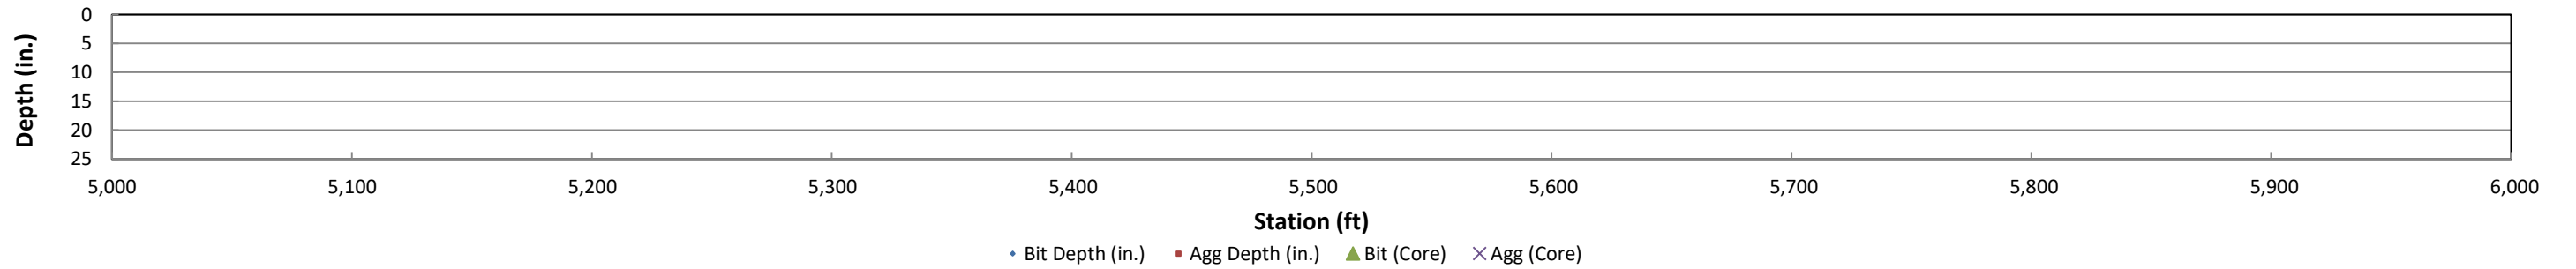 Depth (in.)
0
5
10
15
20
25
5,000 5,100 5,200 5,300 5,400 5,500 5,600 5,700 5,800 5,900 6,000
Station (ft)
Bit Depth (in.) Agg Depth (in.) Bit (Core) Agg (Core)